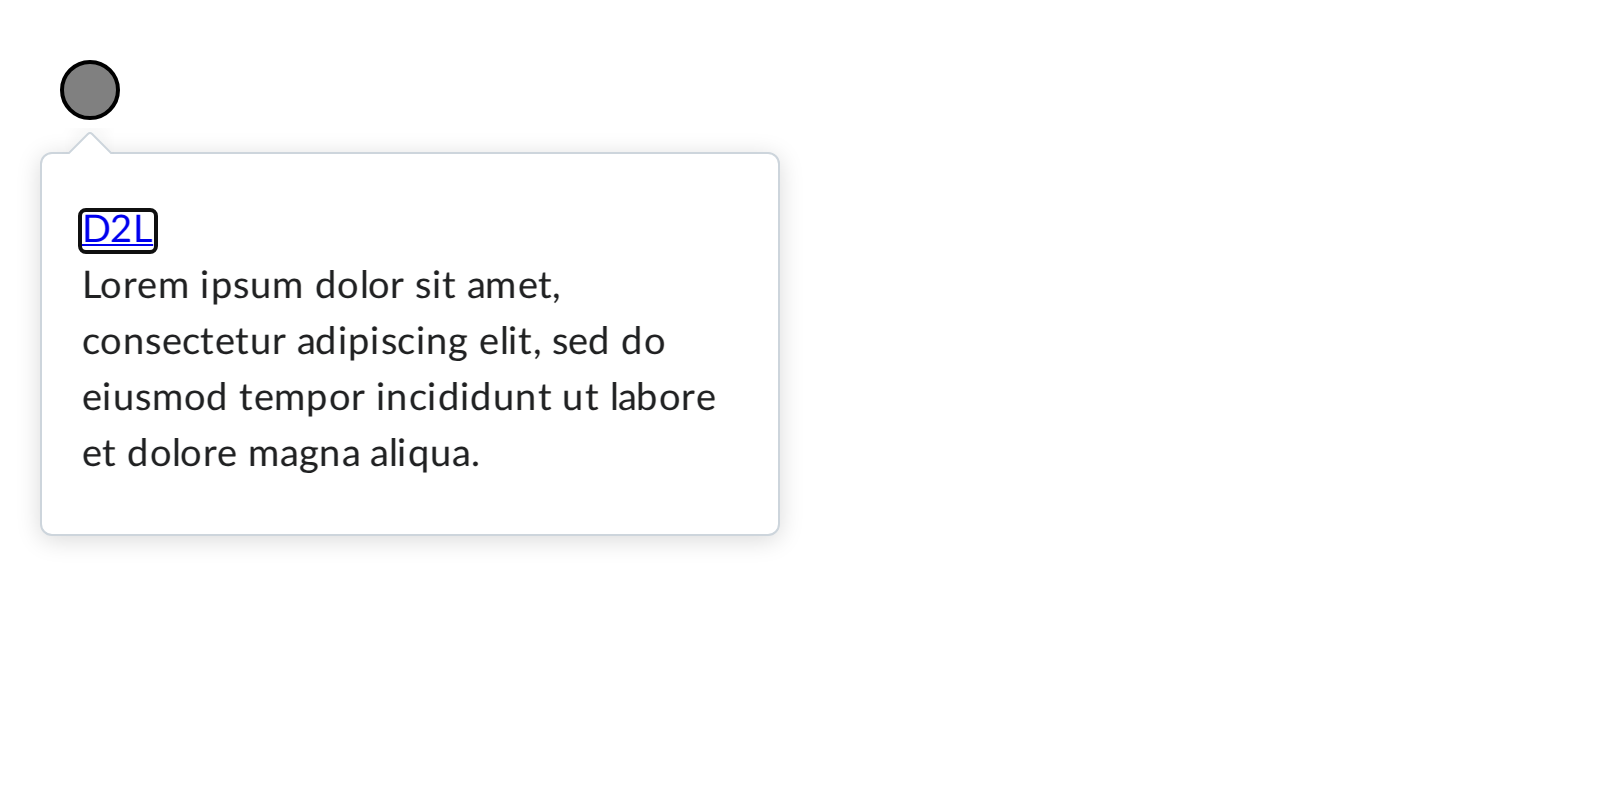 D2L
Lorem ipsum dolor sit amet,
consectetur adipiscing elit, sed do
eiusmod tempor incididunt ut labore
et dolore magna aliqua.